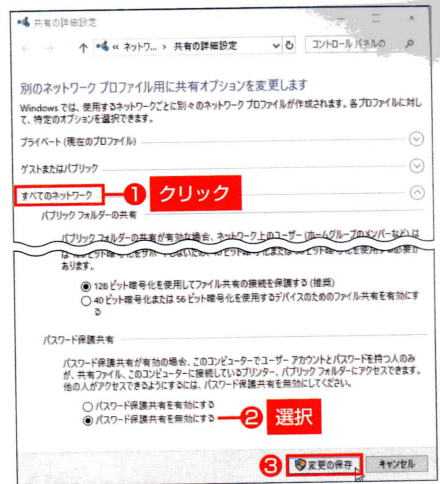 共有の詳細設定
« ネットワ... › 共有の詳細設定
コントロール パネルの
別のネットワーク プロファイル用に共有オプションを変更します
Windows では、使用するネットワークごとに別々のネットワーク プロファイルが作成されます。各プロファイルに対し
て、特定のオプションを選択できます。
プライベート (現在のプロファイル)
ゲストまたはパブリック
すべてのネットワーク
❶ クリック
パブリック フォルダーの共有
パブリック フォルダーの共有が有効な場合、ネットワーク上のユーザー (ホームグループのメンバーなど) は
あります。
128 ビット暗号化を使用してファイル共有の接続を保護する (推奨)
40 ビット暗号化または 56 ビット暗号化を使用するデバイスのためのファイル共有を有効にす
る
パスワード保護共有
パスワード保護共有が有効の場合、このコンピューターでユーザー アカウントとパスワードを持つ人のみ
が、共有ファイル、このコンピューターに接続しているプリンター、パブリック フォルダーにアクセスできます。
他の人がアクセスできるようにするには、パスワード保護共有を無効にしてください。
パスワード保護共有を有効にする
パスワード保護共有を無効にする
❷ 選択
❸ 変更の保存
キャンセル